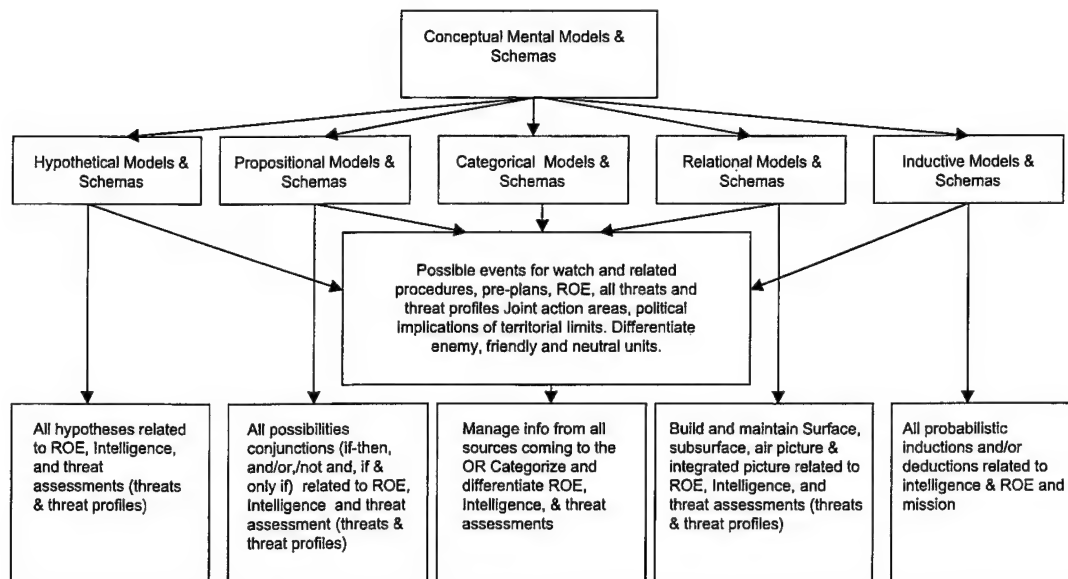 Conceptual Mental Models &
Schemas
Hypothetical Models &
Schemas
Propositional Models &
Schemas
Categorical Models &
Schemas
Relational Models &
Schemas
Inductive Models &
Schemas
Possible events for watch and related
procedures, pre-plans, ROE, all threats and
threat profiles Joint action areas, political
implications of territorial limits. Differentiate
enemy, friendly and neutral units.
All hypotheses related
to ROE, Intelligence,
and threat
assessments (threats
& threat profiles)
All possibilities
conjunctions (if-then,
and/or,/not and, if &
only if) related to ROE,
Intelligence and threat
assessment (threats &
threat profiles)
Manage info from all
sources coming to the
OR Categorize and
differentiate ROE,
Intelligence, & threat
assessments
Build and maintain Surface,
subsurface, air picture &
integrated picture related to
ROE, Intelligence, and
threat assessments (threats
& threat profiles)
All probabilistic
inductions and/or
deductions related to
intelligence & ROE and
mission